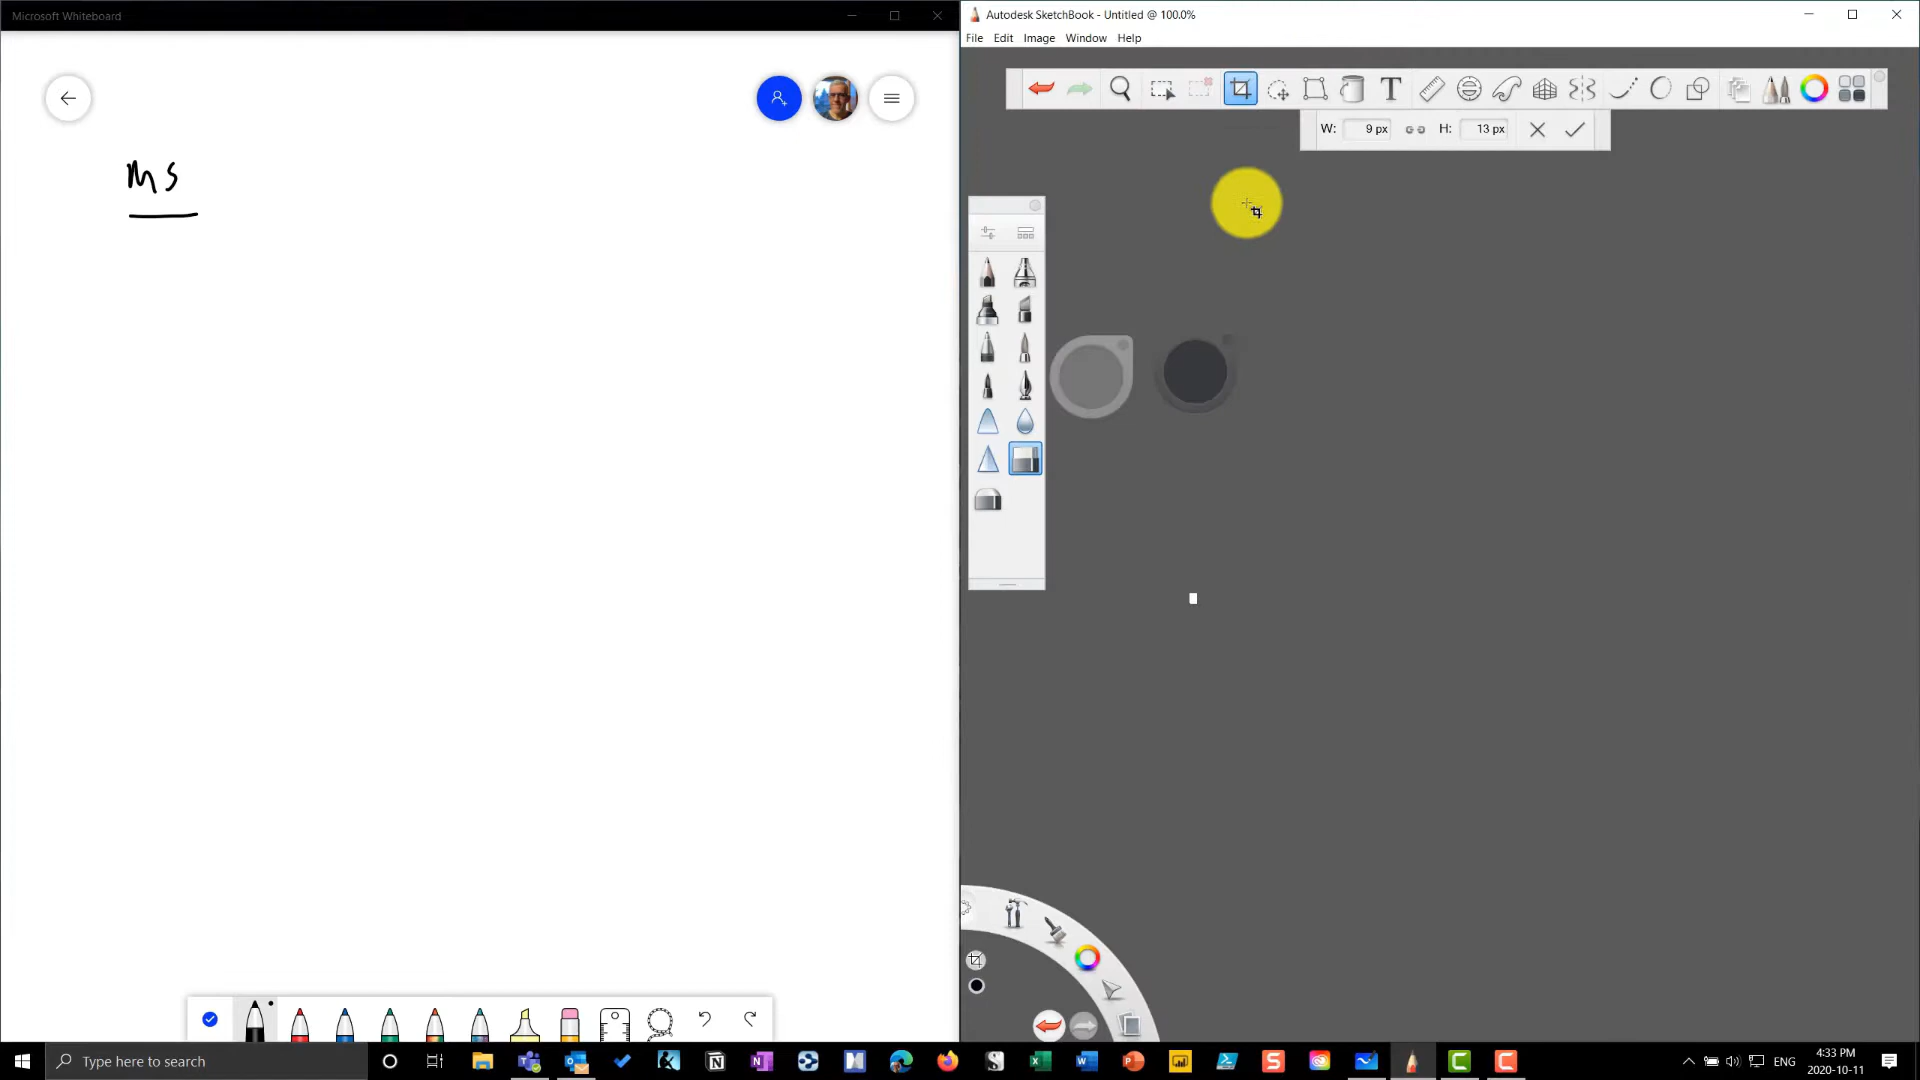 Microsoft Whiteboard
Autodesk SketchBook - Untitled @ 100.0%
File Edit Image Window Help
T
W: 9 px H: 13 px
MS
Type here to search
ENG
4:33 PM
2020-10-11